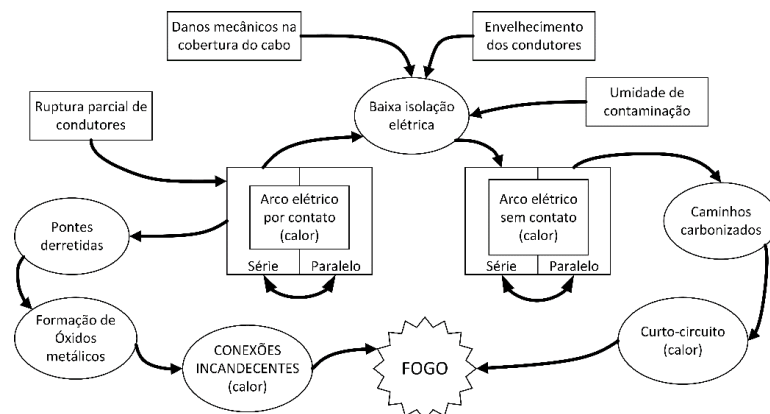 Danos mecânicos na
cobertura do cabo
Envelhecimento
dos condutores
Ruptura parcial de
condutores
Baixa isolação
elétrica
Umidade de
contaminação
Arco elétrico
por contato
(calor)
Série
Paralelo
Arco elétrico
sem contato
(calor)
Série
Paralelo
Pontes
derretidas
Caminhos
carbonizados
Formação de
Óxidos
metálicos
CONEXÕES
INCANDECENTES
(calor)
FOGO
Curto-circuito
(calor)